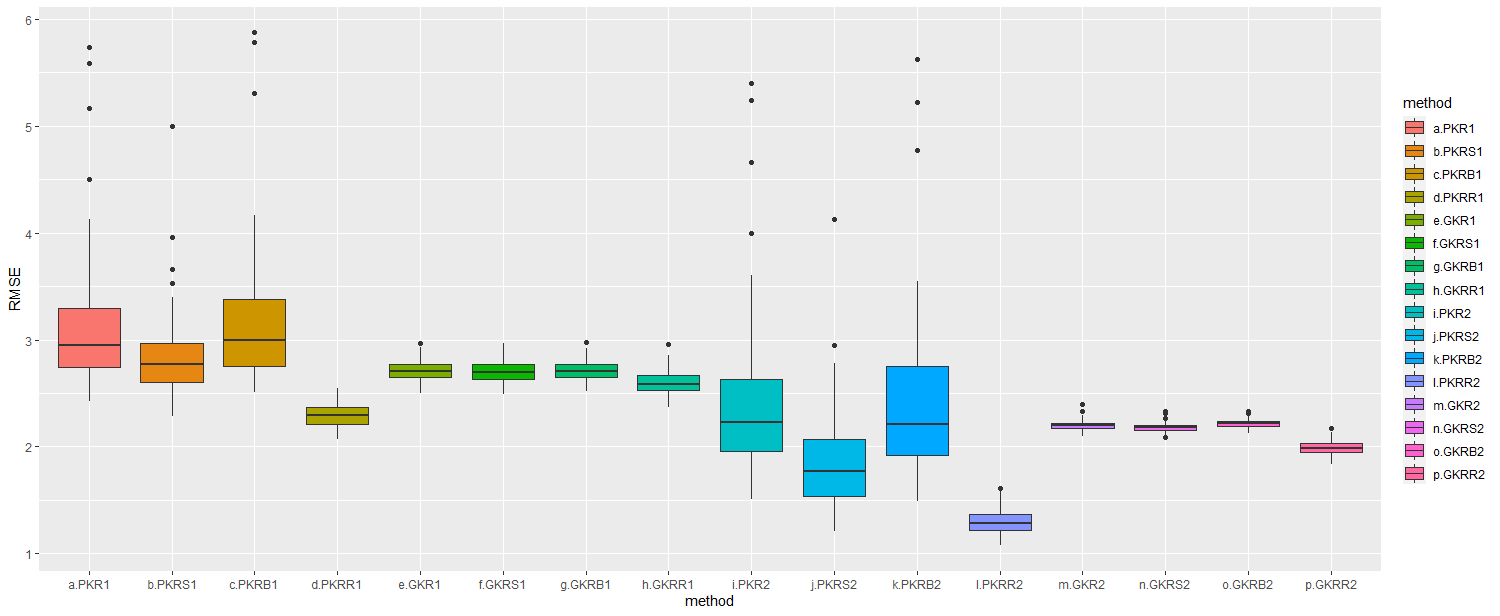 6
5
4
3
2
1
RMSE
a.PKR1
b.PKRS1
c.PKRB1
d.PKRR1
e.GKR1
f.GKRS1
g.GKRB1
h.GKRR1
i.PKR2
j.PKRS2
k.PKRB2
l.PKRR2
m.GKR2
n.GKRS2
o.GKRB2
p.GKRR2
method
method
a.PKR1
b.PKRS1
c.PKRB1
d.PKRR1
e.GKR1
f.GKRS1
g.GKRB1
h.GKRR1
i.PKR2
j.PKRS2
k.PKRB2
l.PKRR2
m.GKR2
n.GKRS2
o.GKRB2
p.GKRR2